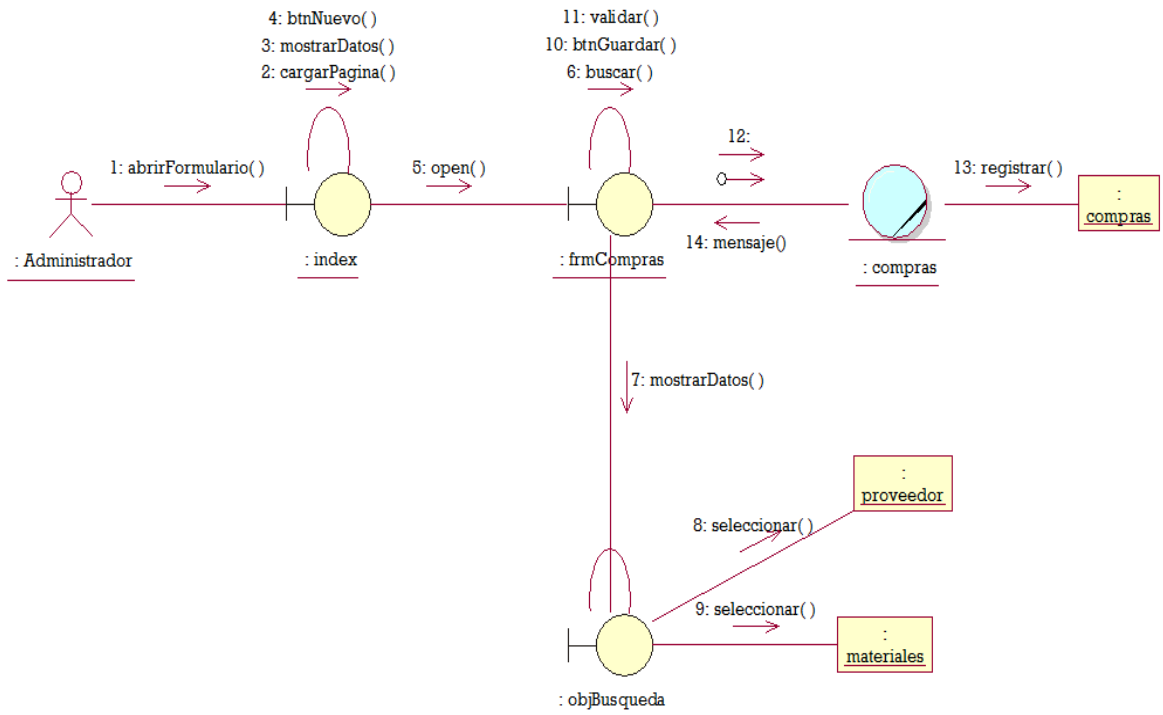 4: btnNuevo( )
3: mostrarDatos( )
2: cargarPagina( )
11: validar( )
10: btnGuardar( )
6: buscar( )
1: abrirFormulario( )
5: open( )
12:
13: registrar( )
:
compras
14: mensaje()
: Administrador
: index
: frmCompras
: compras
7: mostrarDatos( )
:
proveedor
8: seleccionar( )
9: seleccionar( )
:
materiales
: objBusqueda